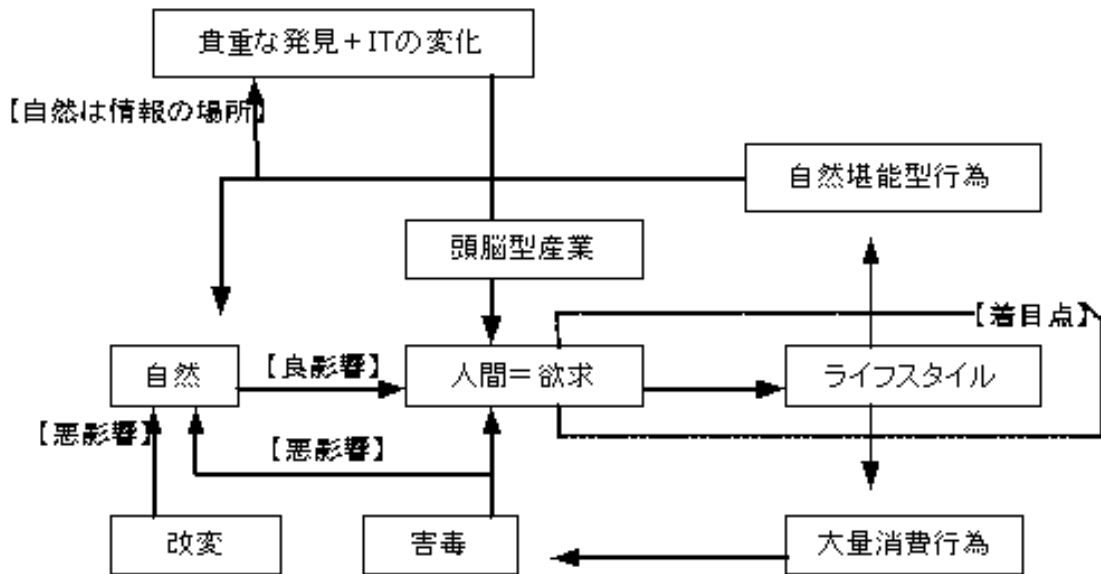 貴重な発見+ITの変化
【自然は情報の場所】
自然堪能型行為
頭脳型産業
【着目点】
自然
【良影響】
人間=欲求
ライフスタイル
【悪影響】
【悪影響】
改変
害毒
大量消費行為